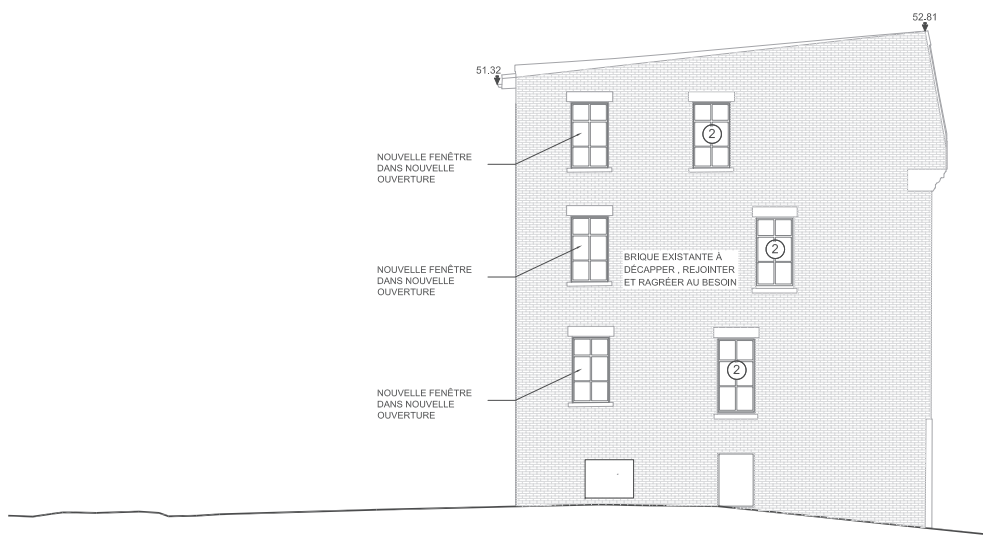 52.81
51.32
2
NOUVELLE FENÊTRE
DANS NOUVELLE
OUVERTURE
2
BRIQUE EXISTANTE À
DÉCAPPER , REJOINTER
ET RAGRÉER AU BESOIN
NOUVELLE FENÊTRE
DANS NOUVELLE
OUVERTURE
2
NOUVELLE FENÊTRE
DANS NOUVELLE
OUVERTURE